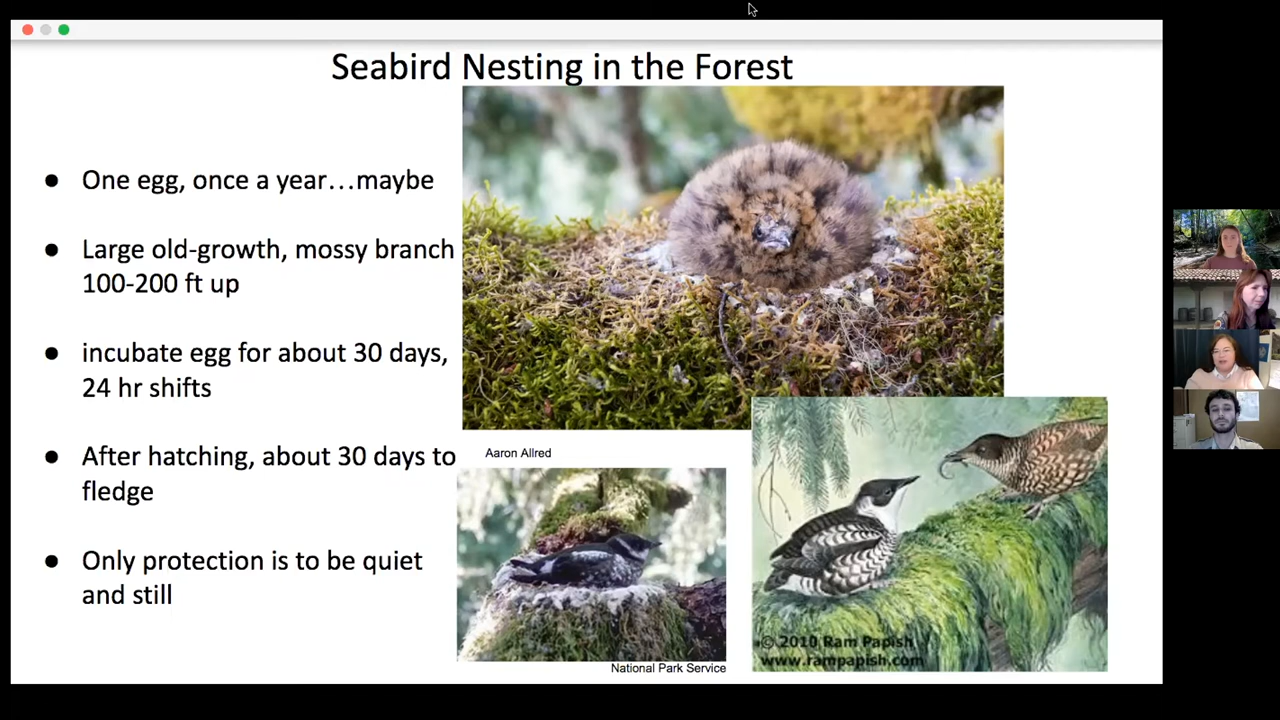 Seabird Nesting in the Forest
● One egg, once a year…maybe
● Large old-growth, mossy branch
100-200 ft up
● incubate egg for about 30 days,
24 hr shifts
● After hatching, about 30 days to
fledge
● Only protection is to be quiet
and still
Aaron Allred
National Park Service
© 2010 Ram Papish
www.rampapish.com